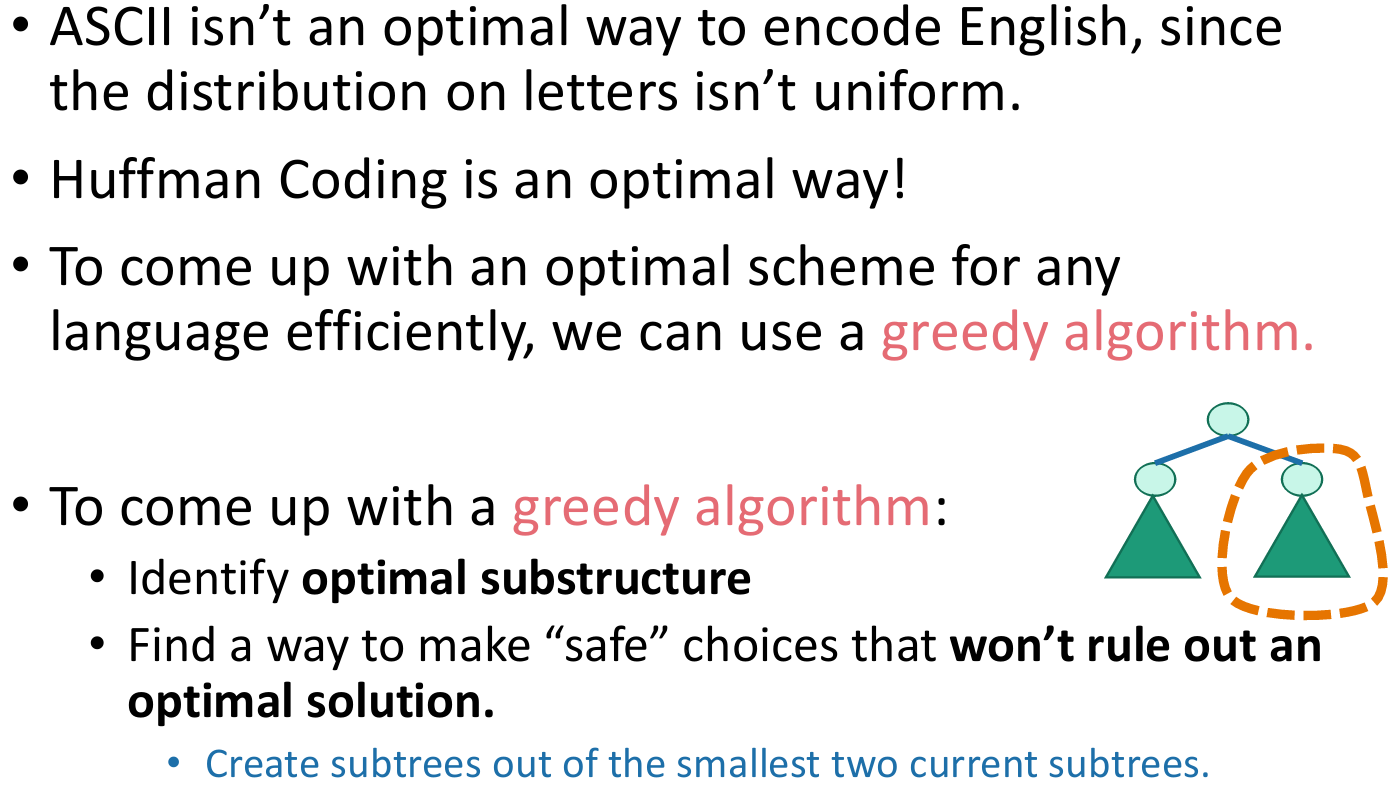 • ASCII isn’t an optimal way to encode English, since
the distribution on letters isn’t uniform.
• Huffman Coding is an optimal way!
• To come up with an optimal scheme for any
language efficiently, we can use a greedy algorithm.
• To come up with a greedy algorithm:
• Identify optimal substructure
• Find a way to make “safe” choices that won’t rule out an
optimal solution.
• Create subtrees out of the smallest two current subtrees.